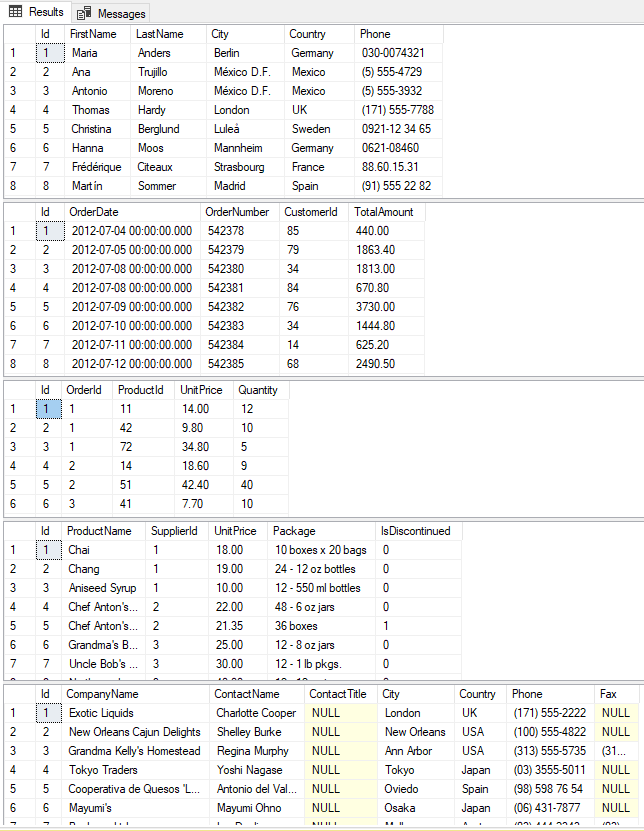 Results Messages
Id FirstName LastName City Country Phone
1 1 Maria Anders Berlin Germany 030-0074321
2 2 Ana Trujillo México D.F. Mexico (5) 555-4729
3 3 Antonio Moreno México D.F. Mexico (5) 555-3932
4 4 Thomas Hardy London UK (171) 555-7788
5 5 Christina Berglund Luleå Sweden 0921-12 34 65
6 6 Hanna Moos Mannheim Germany 0621-08460
7 7 Frédérique Citeaux Strasbourg France 88.60.15.31
8 8 Martín Sommer Madrid Spain (91) 555 22 82
Id OrderDate OrderNumber CustomerId TotalAmount
1 1 2012-07-04 00:00:00.000 542378 85 440.00
2 2 2012-07-05 00:00:00.000 542379 79 1863.40
3 3 2012-07-08 00:00:00.000 542380 34 1813.00
4 4 2012-07-08 00:00:00.000 542381 84 670.80
5 5 2012-07-09 00:00:00.000 542382 76 3730.00
6 6 2012-07-10 00:00:00.000 542383 34 1444.80
7 7 2012-07-11 00:00:00.000 542384 14 625.20
8 8 2012-07-12 00:00:00.000 542385 68 2490.50
Id OrderId ProductId UnitPrice Quantity
1 1 1 11 14.00 12
2 2 1 42 9.80 10
3 3 1 72 34.80 5
4 4 2 14 18.60 9
5 5 2 51 42.40 40
6 6 3 41 7.70 10
Id ProductName SupplierId UnitPrice Package IsDiscontinued
1 1 Chai 1 18.00 10 boxes x 20 bags 0
2 2 Chang 1 19.00 24 - 12 oz bottles 0
3 3 Aniseed Syrup 1 10.00 12 - 550 ml bottles 0
4 4 Chef Anton's... 2 22.00 48 - 6 oz jars 0
5 5 Chef Anton's... 2 21.35 36 boxes 1
6 6 Grandma's B... 3 25.00 12 - 8 oz jars 0
7 7 Uncle Bob's ... 3 30.00 12 - 1 lb pkgs. 0
Id CompanyName ContactName ContactTitle City Country Phone Fax
1 1 Exotic Liquids Charlotte Cooper NULL London UK (171) 555-2222 NULL
2 2 New Orleans Cajun Delights Shelley Burke NULL New Orleans USA (100) 555-4822 NULL
3 3 Grandma Kelly's Homestead Regina Murphy NULL Ann Arbor USA (313) 555-5735 (31...
4 4 Tokyo Traders Yoshi Nagase NULL Tokyo Japan (03) 3555-5011 NULL
5 5 Cooperativa de Quesos 'L... Antonio del Val... NULL Oviedo Spain (98) 598 76 54 NULL
6 6 Mayumi's Mayumi Ohno NULL Osaka Japan (06) 431-7877 NULL